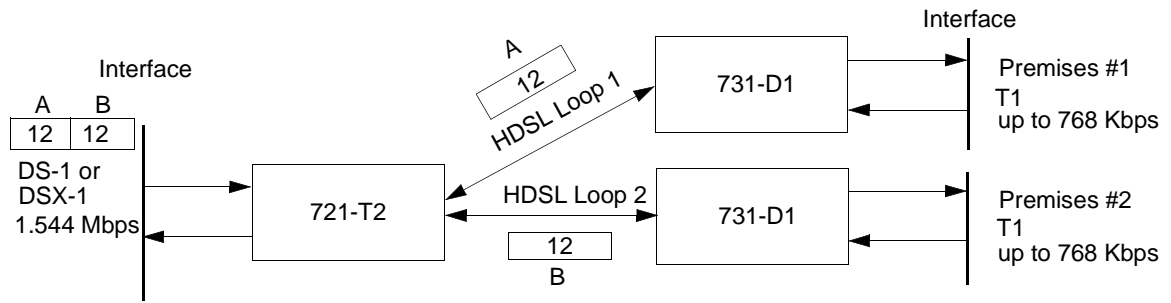 Interface
A B
12 12
DS-1 or
DSX-1
1.544 Mbps
721-T2
A
12
HDSL Loop 1
HDSL Loop 2
12
B
731-D1
731-D1
Interface
Premises #1
T1
up to 768 Kbps
Premises #2
T1
up to 768 Kbps